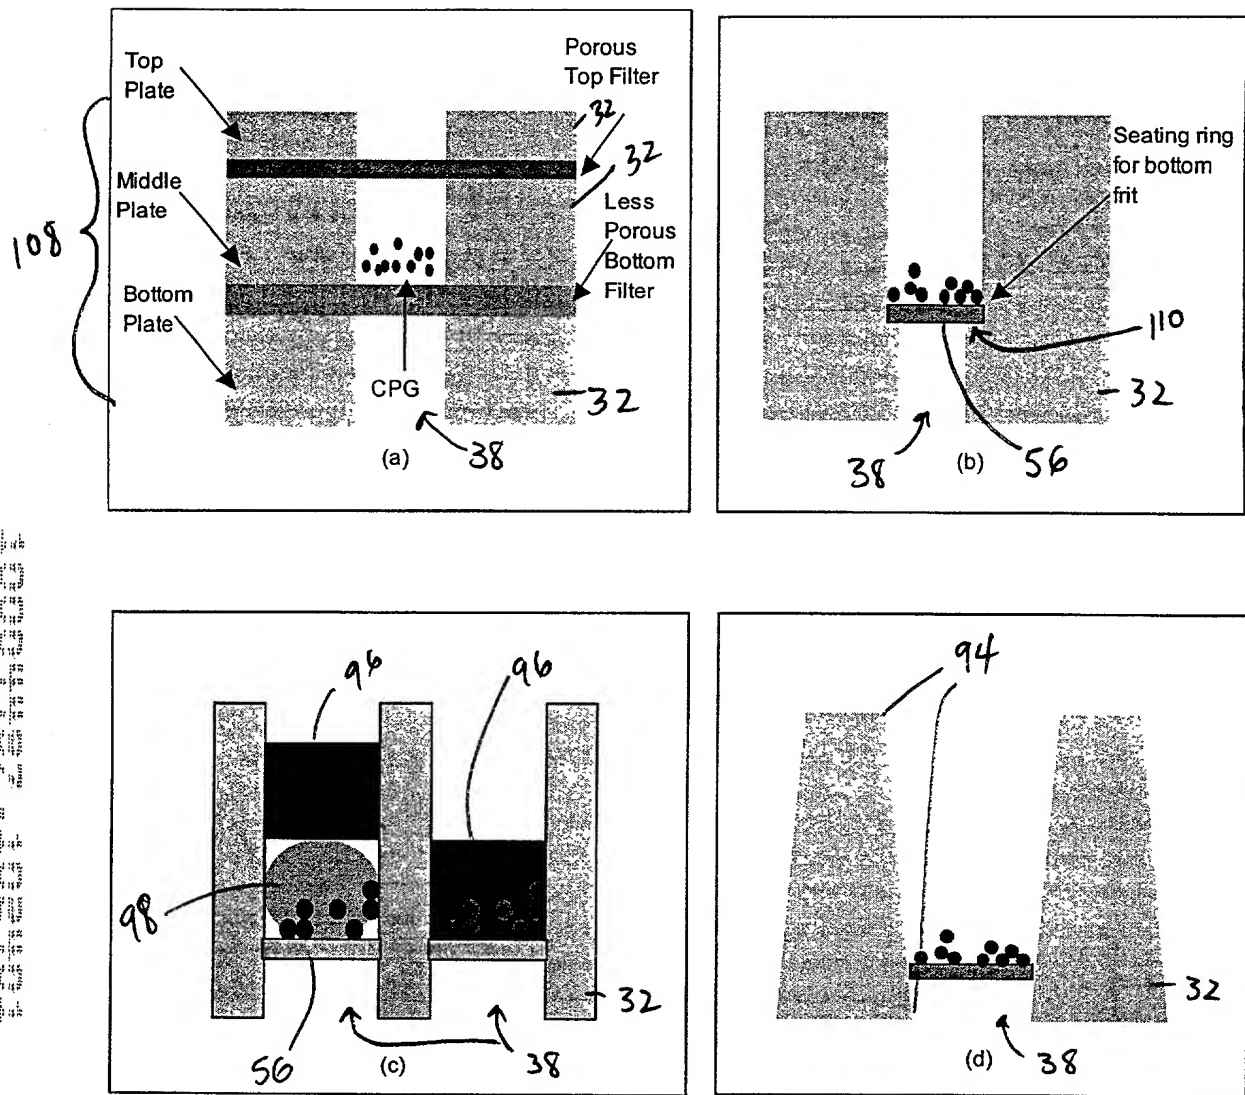 Top
Plate
Porous
Top Filter
32
32
Middle
Plate
108
Less
Porous
Bottom
Filter
Bottom
Plate
CPG
32
38
(a)
Seating ring
for bottom
frit
110
32
38
56
(b)
96
96
98
32
56
38
(c)
94
32
38
(d)